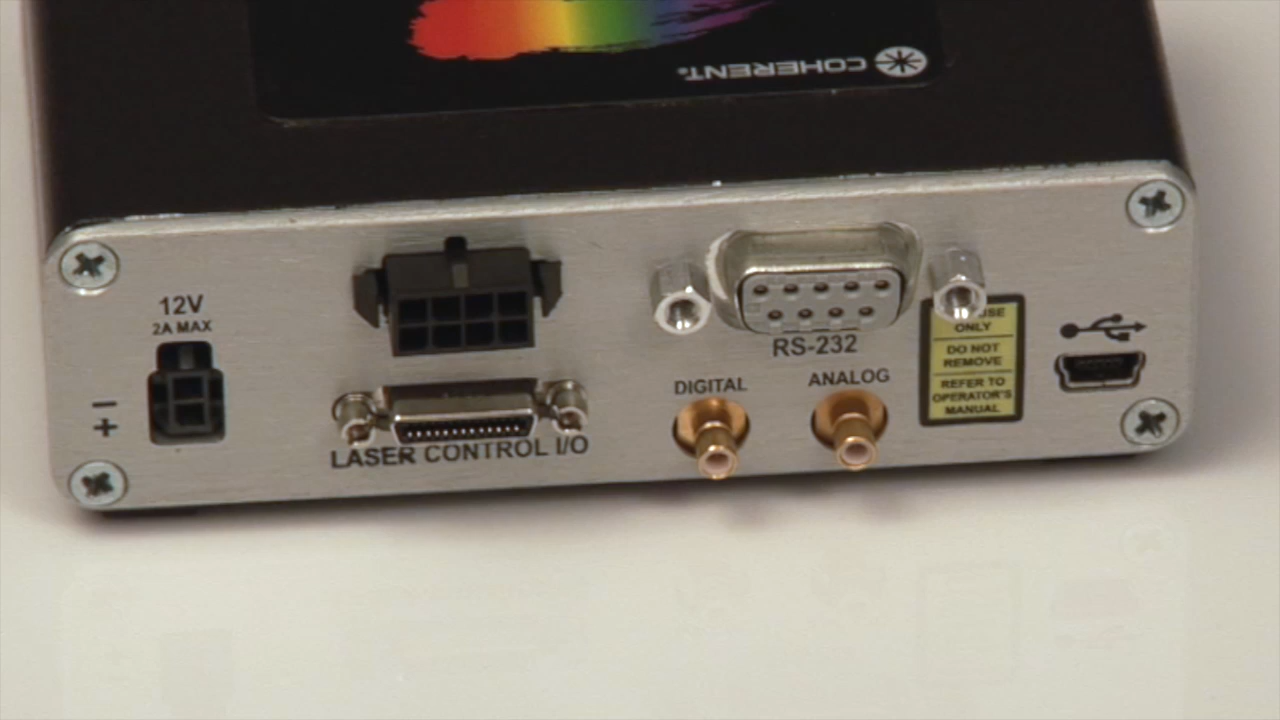 COHERENT®
12V
2A MAX
–
+
LASER CONTROL I/O
RS-232
DIGITAL
ANALOG
ONLY
DO NOT
REMOVE
REFER TO
OPERATOR'S
MANUAL